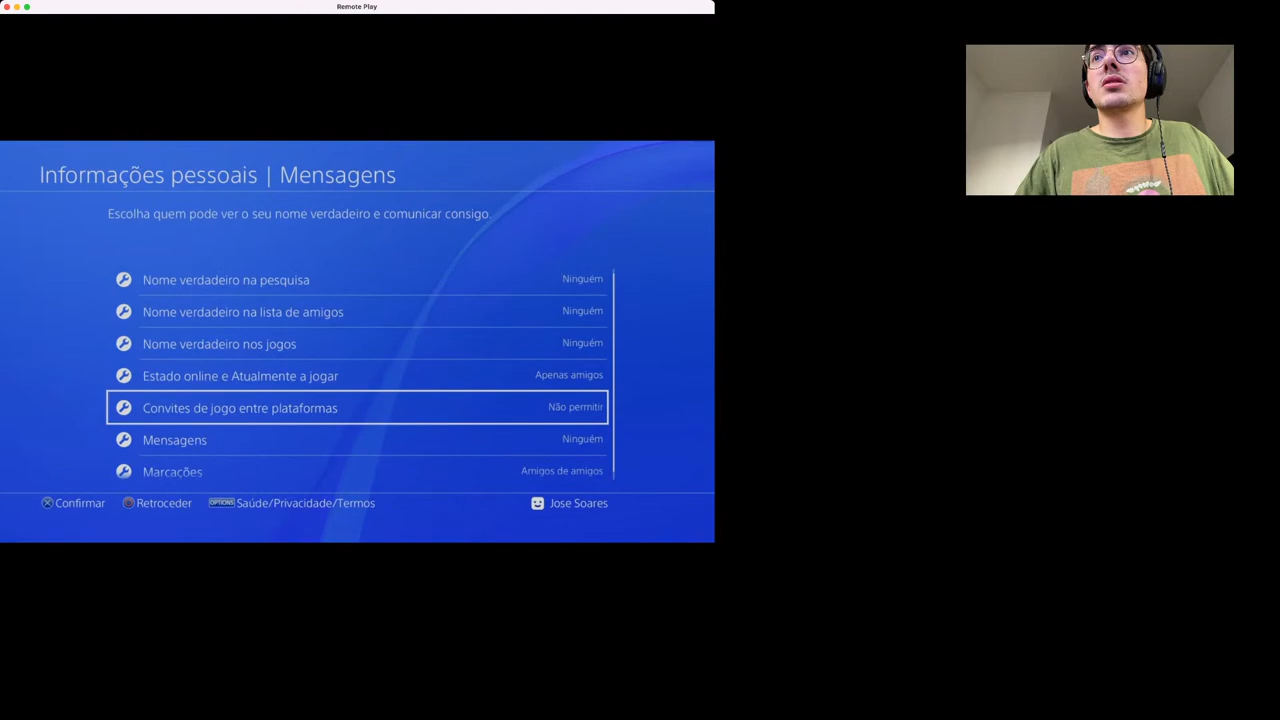 Remote Play
Informações pessoais | Mensagens
Escolha quem pode ver o seu nome verdadeiro e comunicar consigo.
Nome verdadeiro na pesquisa Ninguém
Nome verdadeiro na lista de amigos Ninguém
Nome verdadeiro nos jogos Ninguém
Estado online e Atualmente a jogar Apenas amigos
Convites de jogo entre plataformas Não permitir
Mensagens Ninguém
Marcações Amigos de amigos
Confirmar Retroceder OPTIONS Saúde/Privacidade/Termos Jose Soares